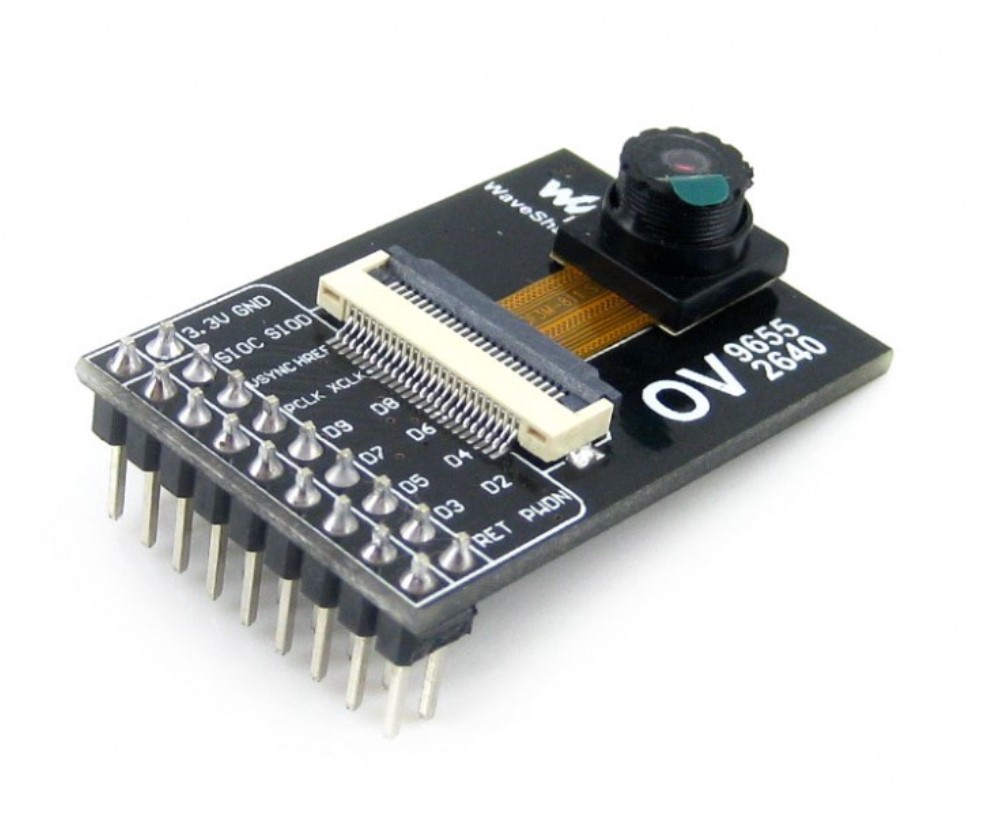 WaveSh
OV 9655
2640
3.3V GND
SIOC SIOD
VSYNC HREF
PCLK XCLK
D9 D8
D7 D6
D5 D4
D3 D2
RET PWDN